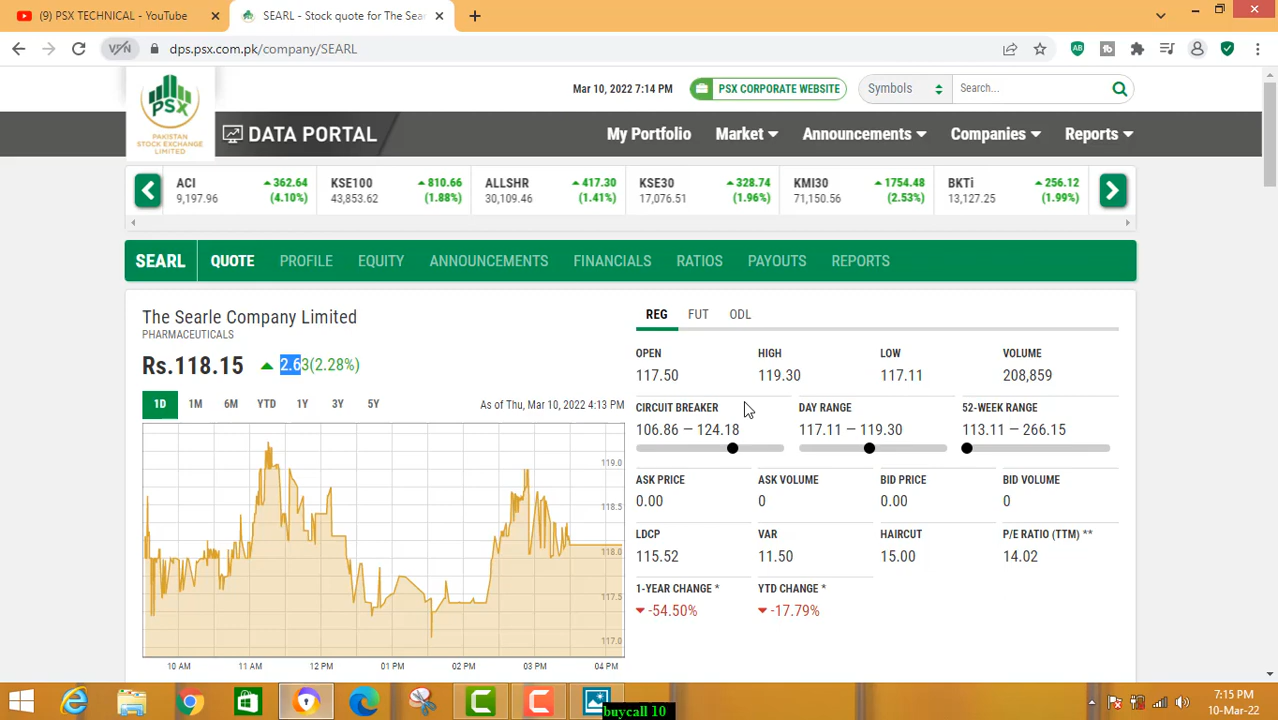 (9) PSX TECHNICAL - YouTube
SEARL - Stock quote for The Sear
dps.psx.com.pk/company/SEARL
VPN
AB
PSX
PAKISTAN
STOCK EXCHANGE
LIMITED
Mar 10, 2022 7:14 PM
PSX CORPORATE WEBSITE
Symbols
Search...
DATA PORTAL
My Portfolio
Market
Announcements
Companies
Reports
ACI 362.64
9,197.96 (4.10%)
KSE100 810.66
43,853.62 (1.88%)
ALLSHR 417.30
30,109.46 (1.41%)
KSE30 328.74
17,076.51 (1.96%)
KMI30 1754.48
71,150.56 (2.53%)
BKTi 256.12
13,127.25 (1.99%)
SEARL QUOTE PROFILE EQUITY ANNOUNCEMENTS FINANCIALS RATIOS PAYOUTS REPORTS
The Searle Company Limited
PHARMACEUTICALS
Rs.118.15 2.63(2.28%)
1D 1M 6M YTD 1Y 3Y 5Y
As of Thu, Mar 10, 2022 4:13 PM
119.0
118.5
118.0
117.5
117.0
10 AM 11 AM 12 PM 01 PM 02 PM 03 PM 04 PM
REG FUT ODL
OPEN HIGH LOW VOLUME
117.50 119.30 117.11 208,859
CIRCUIT BREAKER DAY RANGE 52-WEEK RANGE
106.86 — 124.18 117.11 — 119.30 113.11 — 266.15
ASK PRICE ASK VOLUME BID PRICE BID VOLUME
0.00 0 0.00 0
LDCP VAR HAIRCUT P/E RATIO (TTM) **
115.52 11.50 15.00 14.02
1-YEAR CHANGE * YTD CHANGE *
-54.50% -17.79%
buycall 10
7:15 PM
10-Mar-22